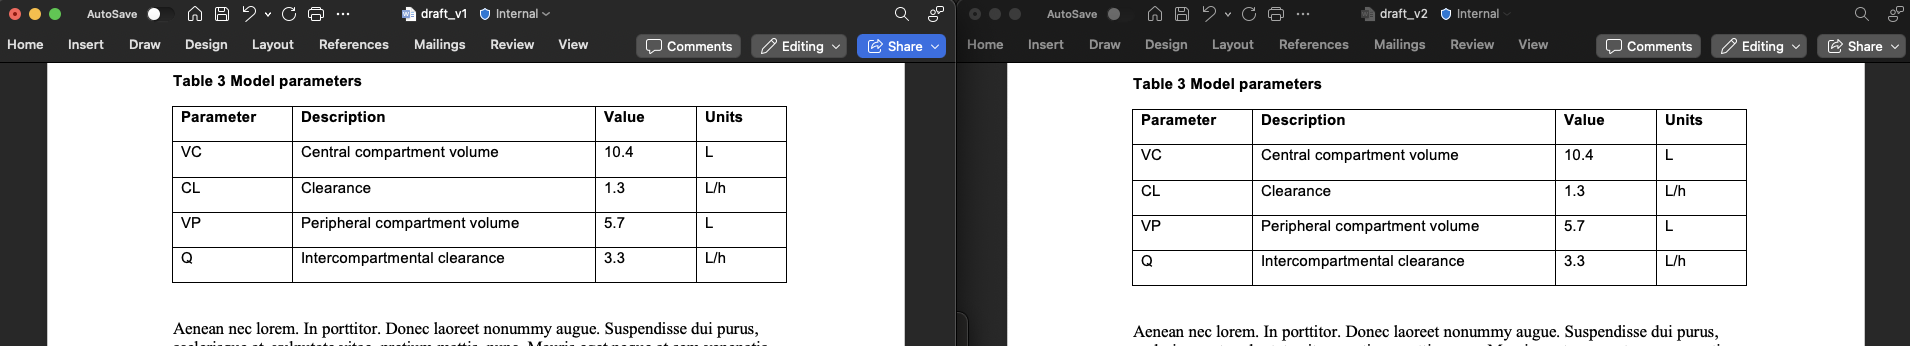 AutoSave draft_v1 Internal
Home Insert Draw Design Layout References Mailings Review View Comments Editing Share
Table 3 Model parameters
Parameter Description Value Units
VC Central compartment volume 10.4 L
CL Clearance 1.3 L/h
VP Peripheral compartment volume 5.7 L
Q Intercompartmental clearance 3.3 L/h
Aenean nec lorem. In porttitor. Donec laoreet nonummy augue. Suspendisse dui purus,
AutoSave draft_v2 Internal
Home Insert Draw Design Layout References Mailings Review View Comments Editing Share
Table 3 Model parameters
Parameter Description Value Units
VC Central compartment volume 10.4 L
CL Clearance 1.3 L/h
VP Peripheral compartment volume 5.7 L
Q Intercompartmental clearance 3.3 L/h
Aenean nec lorem. In porttitor. Donec laoreet nonummy augue. Suspendisse dui purus,